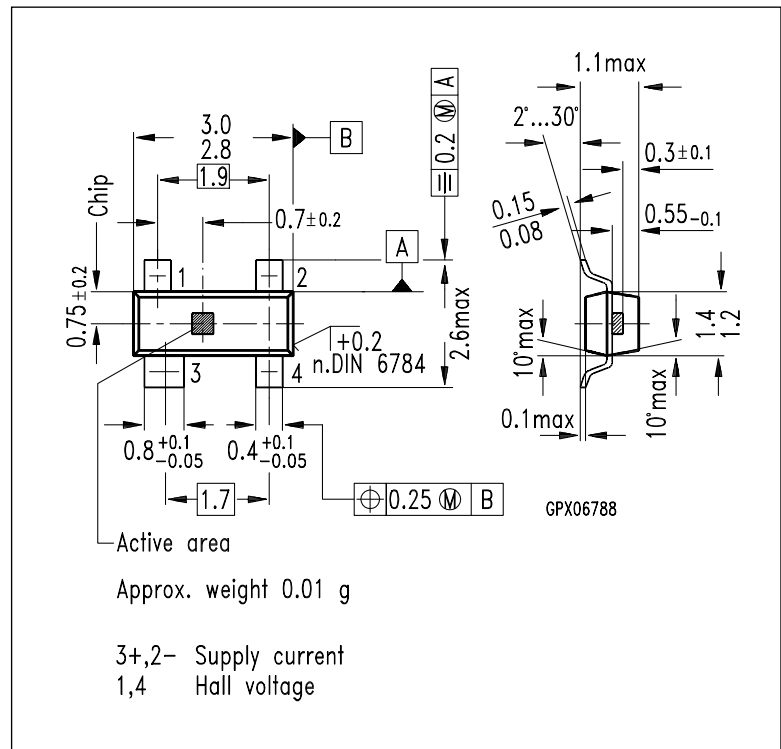 1.1max
2°...30°
0.2 Ⓜ A
3.0
2.8
B
0.3±0.1
1.9
Chip
0.7±0.2
0.15
0.08
0.55-0.1
A
1
2
0.75±0.2
2.6max
1.4
1.2
+0.2
n.DIN 6784
10°max
10°max
3
4
0.1max
0.8+0.1-0.05
0.4+0.1-0.05
1.7
0.25 Ⓜ B
GPX06788
Active area
Approx. weight 0.01 g
3+,2- Supply current
1,4 Hall voltage